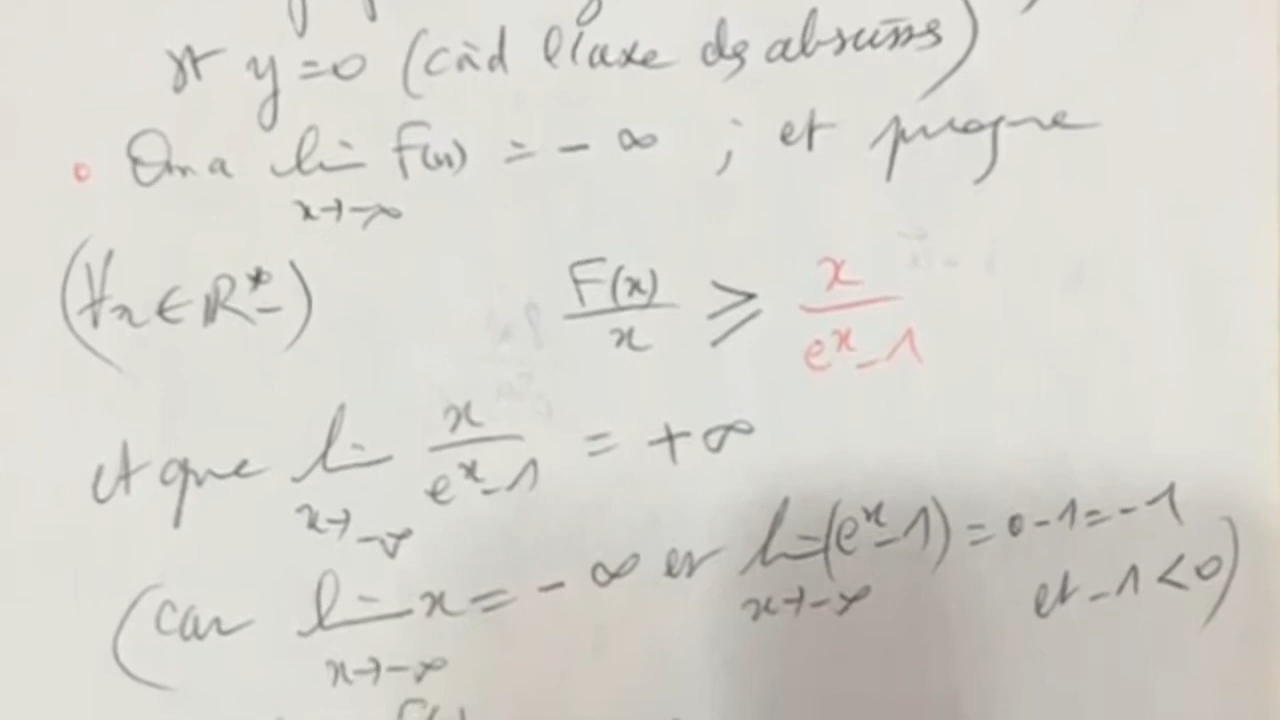 et y=0 (càd l'axe ds abscisses)
• On a lim F(x) = -∞ ; et puisque
x→-∞
(∀x∈ℝ*₋) F(x)/x ≥ x/(eˣ-1)
et que lim x/(eˣ-1) = +∞
x→-∞
(car lim x = -∞ et lim(eˣ-1) = 0-1 = -1
x→-∞ x→-∞ et -1<0)